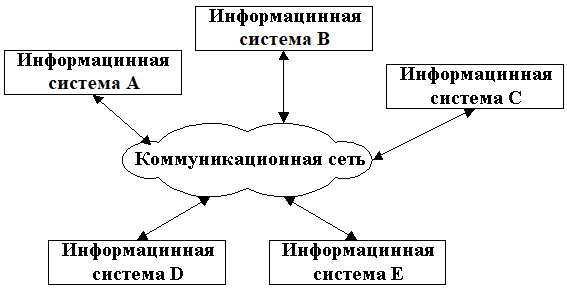 Информацинная
система B
Информацинная
система A
Информацинная
система C
Коммуникационная сеть
Информацинная
система D
Информацинная
система E